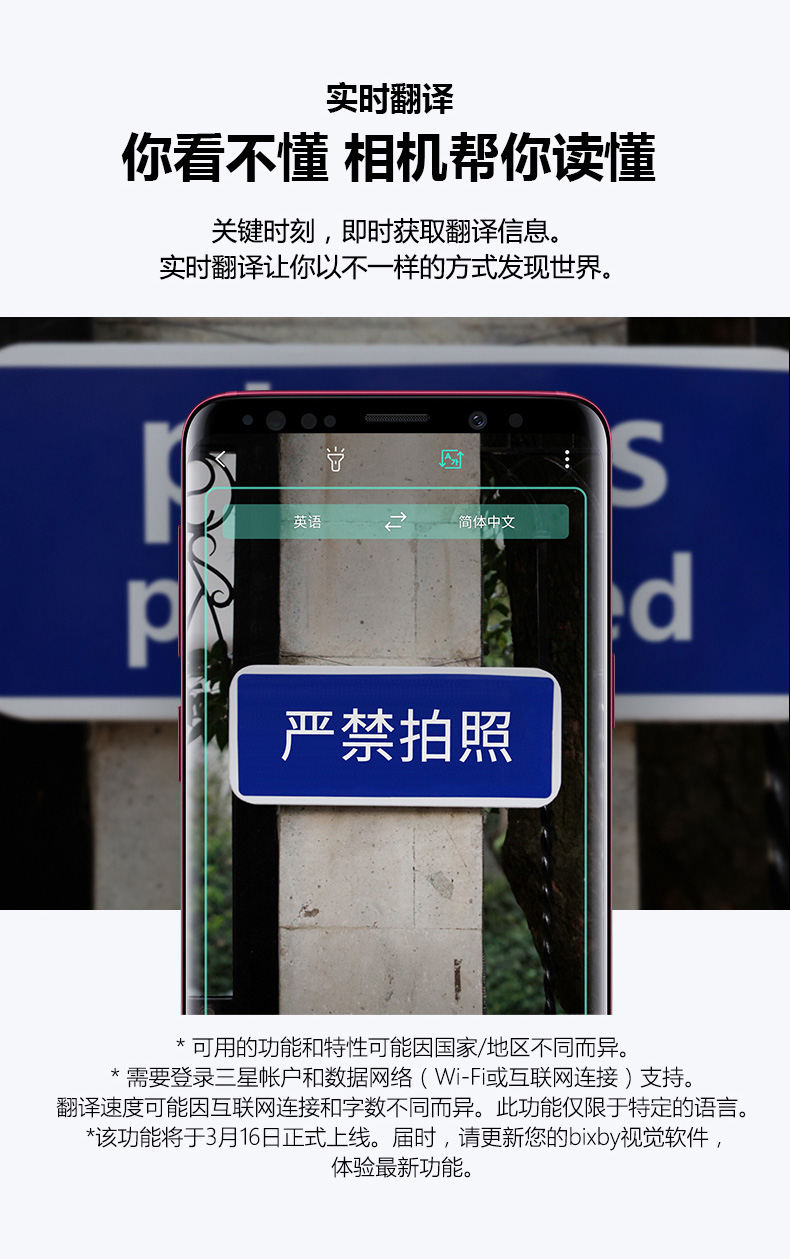 实时翻译
你看不懂 相机帮你读懂
关键时刻，即时获取翻译信息。
实时翻译让你以不一样的方式发现世界。
英语 简体中文
严禁拍照
* 可用的功能和特性可能因国家/地区不同而异。
* 需要登录三星帐户和数据网络（Wi-Fi或互联网连接）支持。
翻译速度可能因互联网连接和字数不同而异。此功能仅限于特定的语言。
*该功能将于3月16日正式上线。届时，请更新您的bixby视觉软件，
体验最新功能。